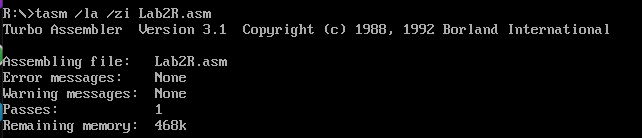 R:\>tasm /la /zi Lab2R.asm
Turbo Assembler  Version 3.1  Copyright (c) 1988, 1992 Borland International
Assembling file:   Lab2R.asm
Error messages:    None
Warning messages:  None
Passes:            1
Remaining memory:  468k